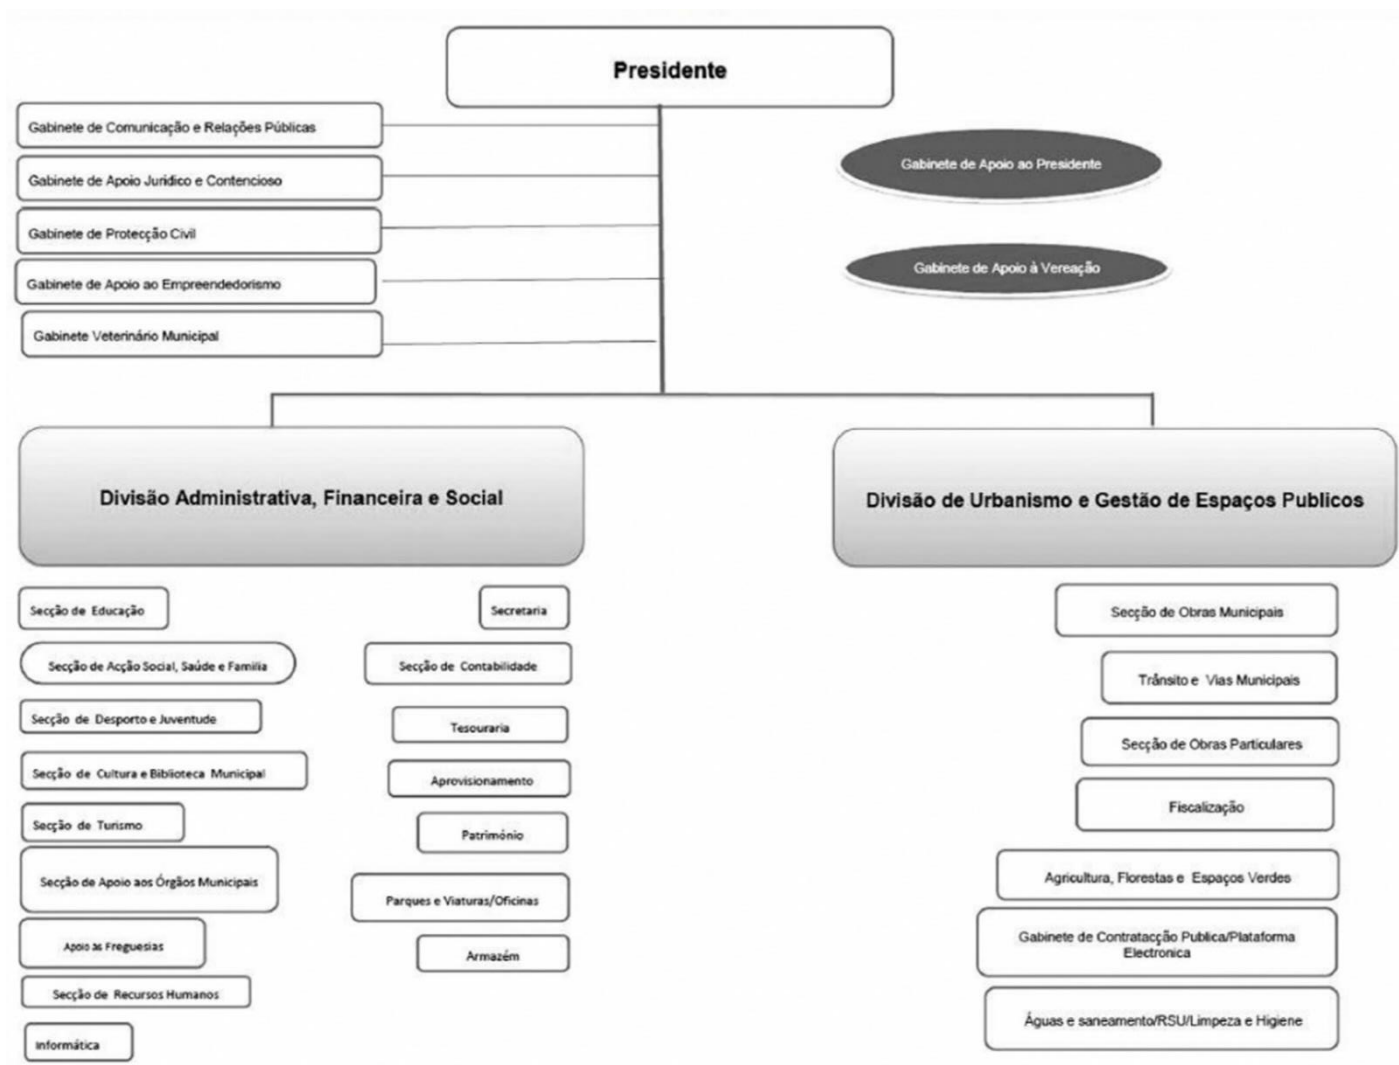 Presidente
Gabinete de Comunicação e Relações Públicas
Gabinete de Apoio Juridico e Contencioso
Gabinete de Protecção Civil
Gabinete de Apoio ao Empreendedorismo
Gabinete Veterinário Municipal
Gabinete de Apoio ao Presidente
Gabinete de Apoio à Vereação
Divisão Administrativa, Financeira e Social
Secção de Educação
Secção de Acção Social, Saúde e Familia
Secção de Desporto e Juventude
Secção de Cultura e Biblioteca Municipal
Secção de Turismo
Secção de Apoio aos Órgãos Municipais
Apoio às Freguesias
Secção de Recursos Humanos
Informática
Secretaria
Secção de Contabilidade
Tesouraria
Aprovisionamento
Património
Parques e Viaturas/Oficinas
Armazém
Divisão de Urbanismo e Gestão de Espaços Publicos
Secção de Obras Municipais
Trânsito e Vias Municipais
Secção de Obras Particulares
Fiscalização
Agricultura, Florestas e Espaços Verdes
Gabinete de Contratacção Publica/Plataforma
Electronica
Águas e saneamento/RSU/Limpeza e Higiene